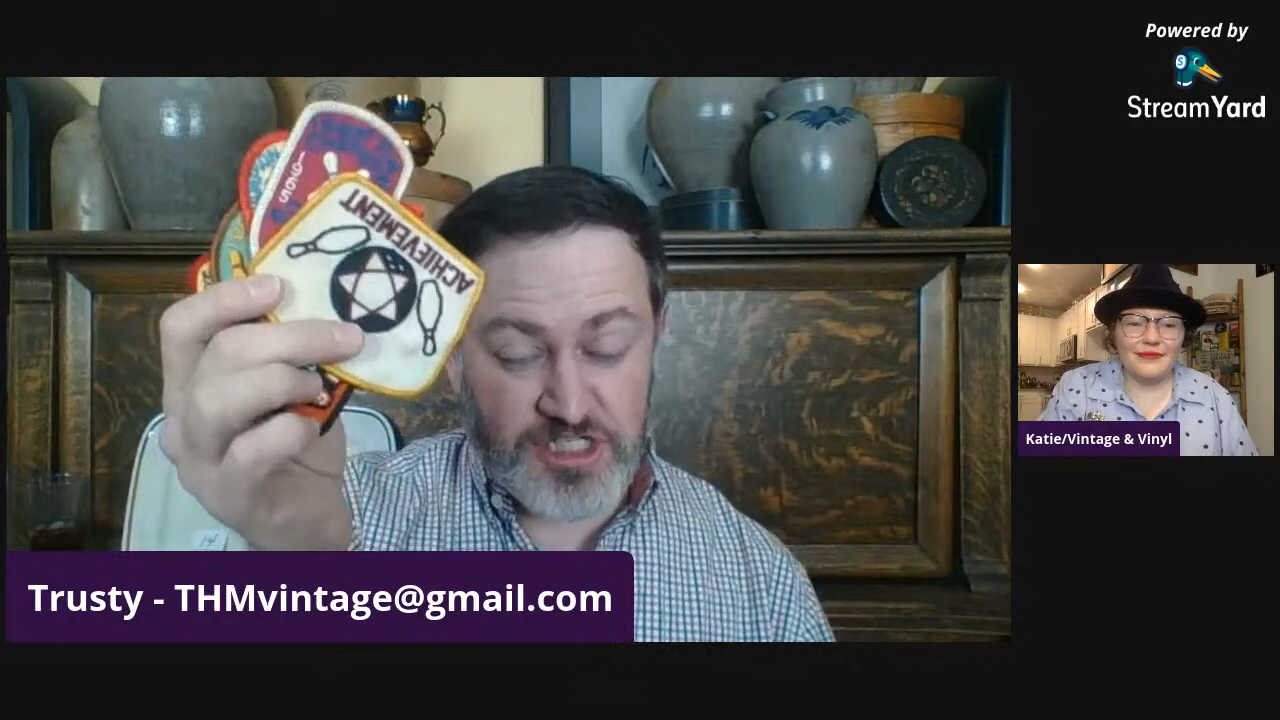 Powered by
StreamYard
ACHIEVEMENT
Katie/Vintage & Vinyl
Trusty - THMvintage@gmail.com